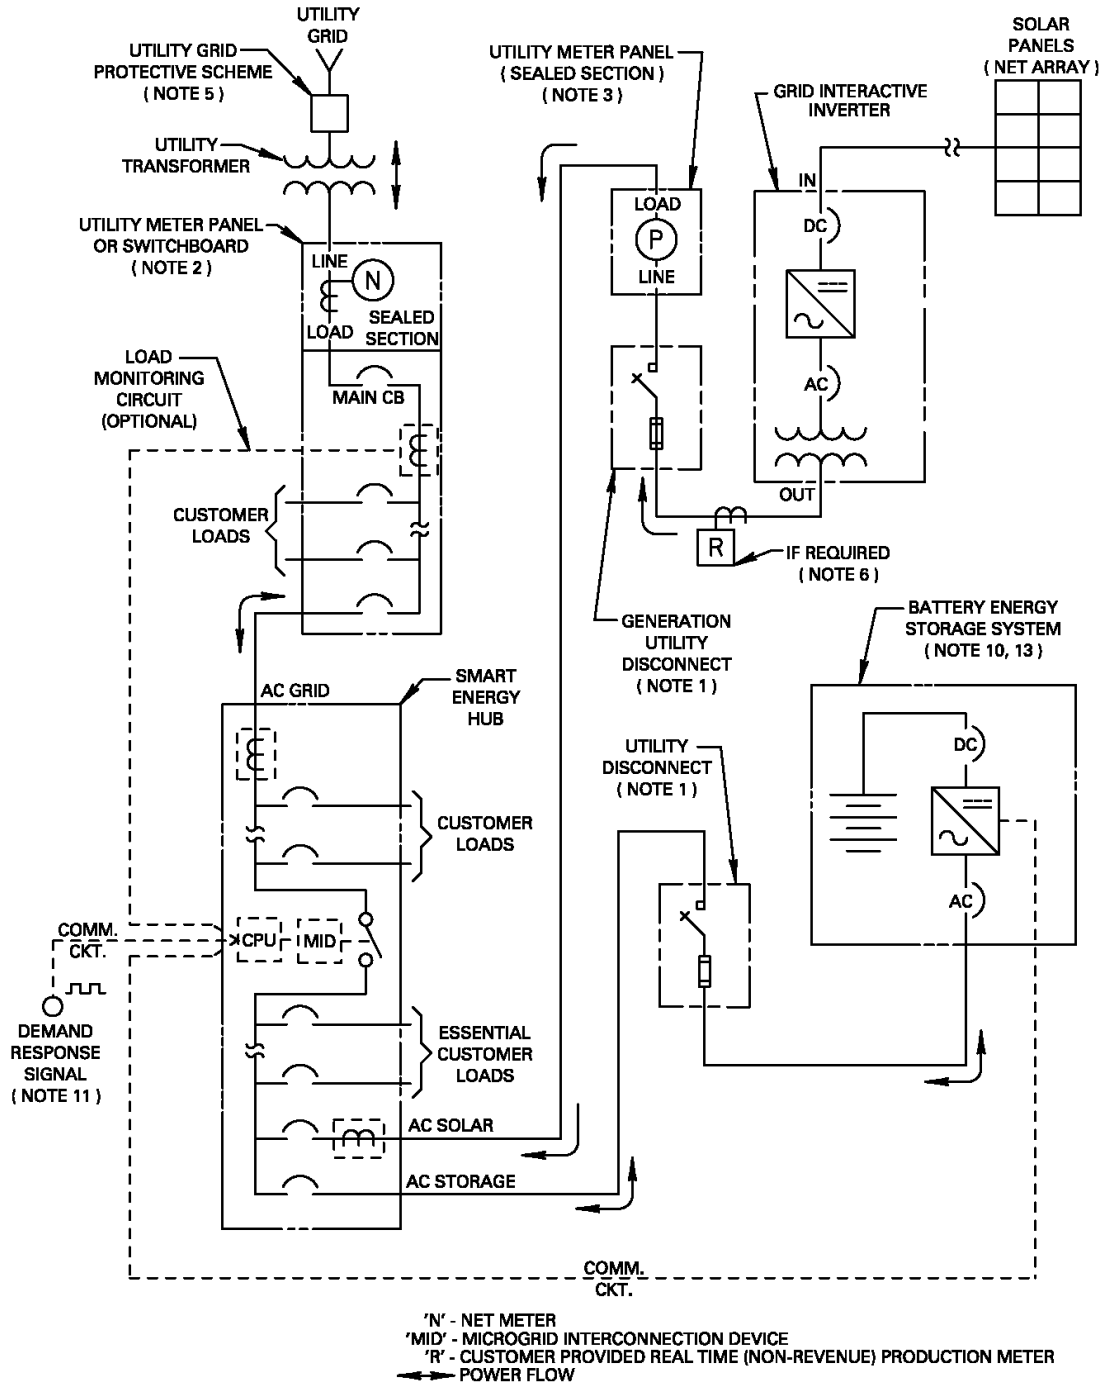 UTILITY
GRID
UTILITY GRID
PROTECTIVE SCHEME
( NOTE 5 )
UTILITY
TRANSFORMER
UTILITY METER PANEL
OR SWITCHBOARD
( NOTE 2 )
LINE
N
LOAD
SEALED
SECTION
LOAD
MONITORING
CIRCUIT
(OPTIONAL)
MAIN CB
CUSTOMER
LOADS
UTILITY METER PANEL
( SEALED SECTION )
( NOTE 3 )
LOAD
P
LINE
GENERATION
UTILITY
DISCONNECT
( NOTE 1 )
SOLAR
PANELS
( NET ARRAY )
GRID INTERACTIVE
INVERTER
IN
DC
AC
OUT
R
IF REQUIRED
( NOTE 6 )
BATTERY ENERGY
STORAGE SYSTEM
( NOTE 10, 13 )
DC
AC
UTILITY
DISCONNECT
( NOTE 1 )
AC GRID
SMART
ENERGY
HUB
CUSTOMER
LOADS
COMM.
CKT.
CPU
MID
DEMAND
RESPONSE
SIGNAL
( NOTE 11 )
ESSENTIAL
CUSTOMER
LOADS
AC SOLAR
AC STORAGE
COMM.
CKT.
'N' - NET METER
'MID' - MICROGRID INTERCONNECTION DEVICE
'R' - CUSTOMER PROVIDED REAL TIME (NON-REVENUE) PRODUCTION METER
POWER FLOW